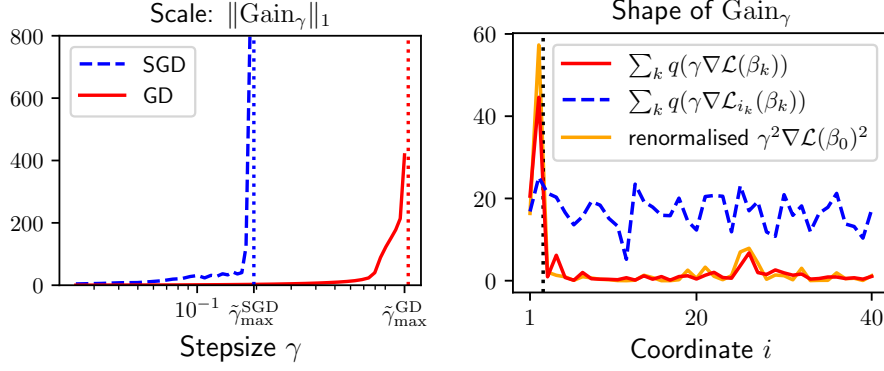 Scale: ‖Gain_γ‖₁
800
600
400
200
0
SGD
GD
10⁻¹
γ̃_max^SGD
γ̃_max^GD
Stepsize γ
Shape of Gain_γ
60
40
20
0
∑_k q(γ∇ℒ(β_k))
∑_k q(γ∇ℒ_{i_k}(β_k))
renormalised γ²∇ℒ(β₀)²
1
20
40
Coordinate i